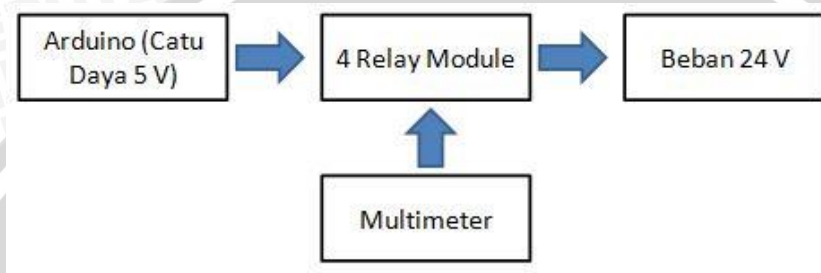 Arduino (Catu
Daya 5 V)
4 Relay Module
Beban 24 V
Multimeter